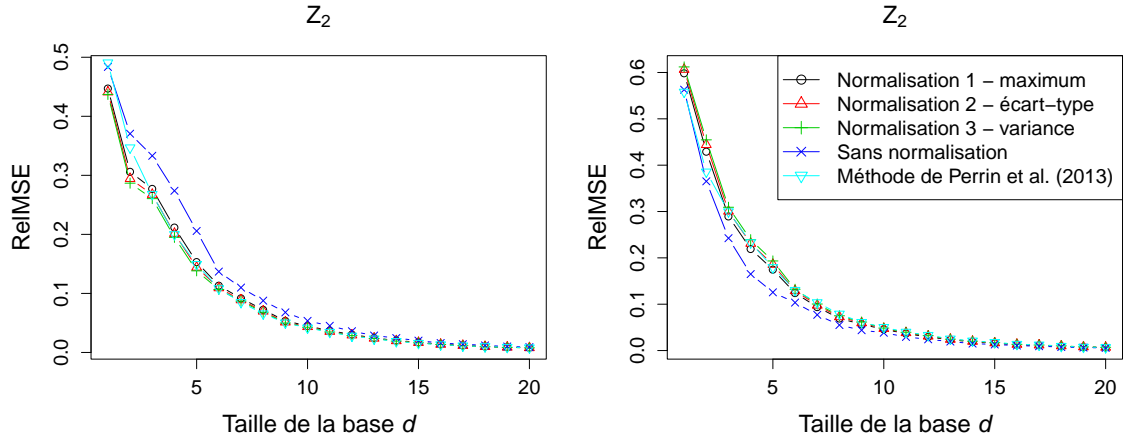 Z2
RelMSE
0.5
0.4
0.3
0.2
0.1
0.0
5
10
15
20
Taille de la base d
Z2
RelMSE
0.6
0.5
0.4
0.3
0.2
0.1
0.0
5
10
15
20
Taille de la base d
Normalisation 1 − maximum
Normalisation 2 − écart−type
Normalisation 3 − variance
Sans normalisation
Méthode de Perrin et al. (2013)